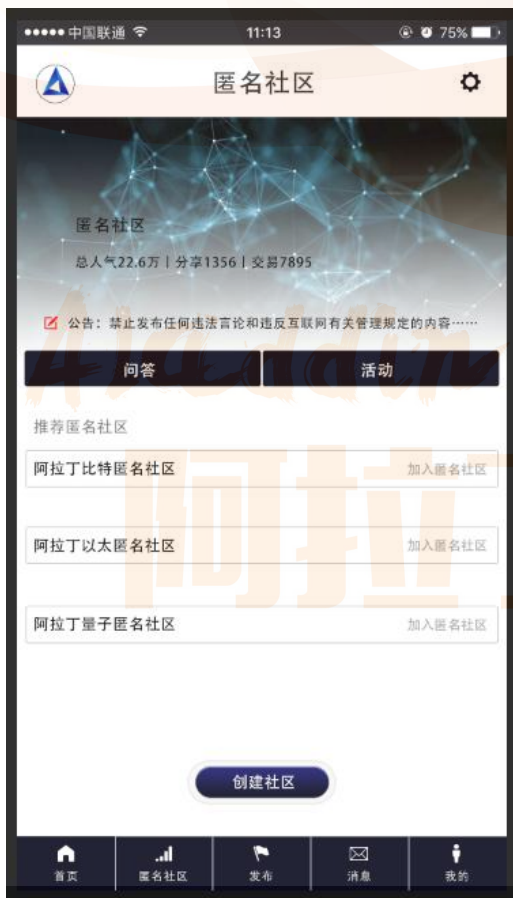 中国联通 11:13 75%
匿名社区
匿名社区
总人气22.6万丨分享1356丨交易7895
公告：禁止发布任何违法言论和违反互联网有关管理规定的内容……
问答 活动
推荐匿名社区
阿拉丁比特匿名社区 加入匿名社区
阿拉丁以太匿名社区 加入匿名社区
阿拉丁量子匿名社区 加入匿名社区
创建社区
首页 匿名社区 发布 消息 我的
Aladdin
阿拉